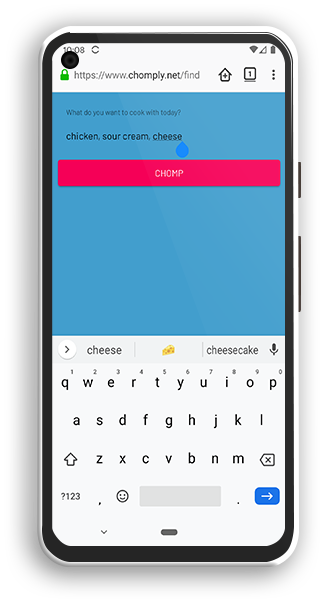 10:08
https://www.chomply.net/find
1
What do you want to cook with today?
chicken, sour cream, cheese
CHOMP
cheese
cheesecake
1 2 3 4 5 6 7 8 9 0
q w e r t y u i o p
a s d f g h j k l
z x c v b n m
?123 , .